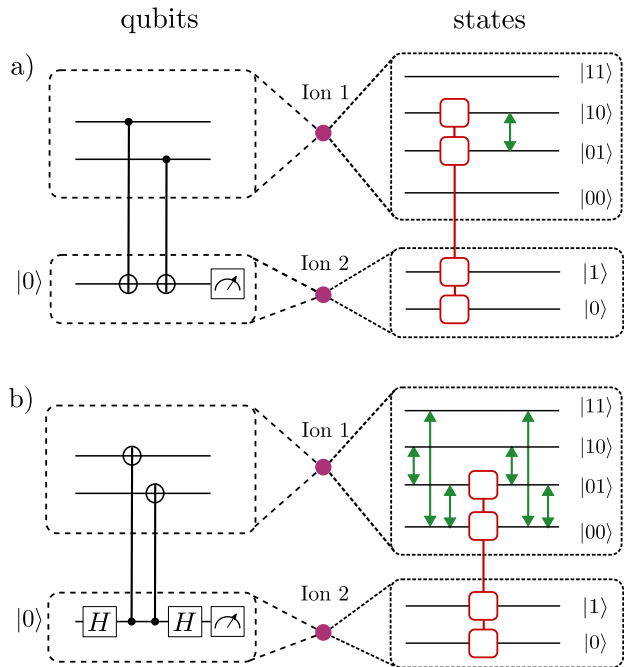 qubits
states
a)
Ion 1
|11⟩
|10⟩
|01⟩
|00⟩
Ion 2
|0⟩
|1⟩
|0⟩
b)
Ion 1
|11⟩
|10⟩
|01⟩
|00⟩
Ion 2
|0⟩
H
H
|1⟩
|0⟩